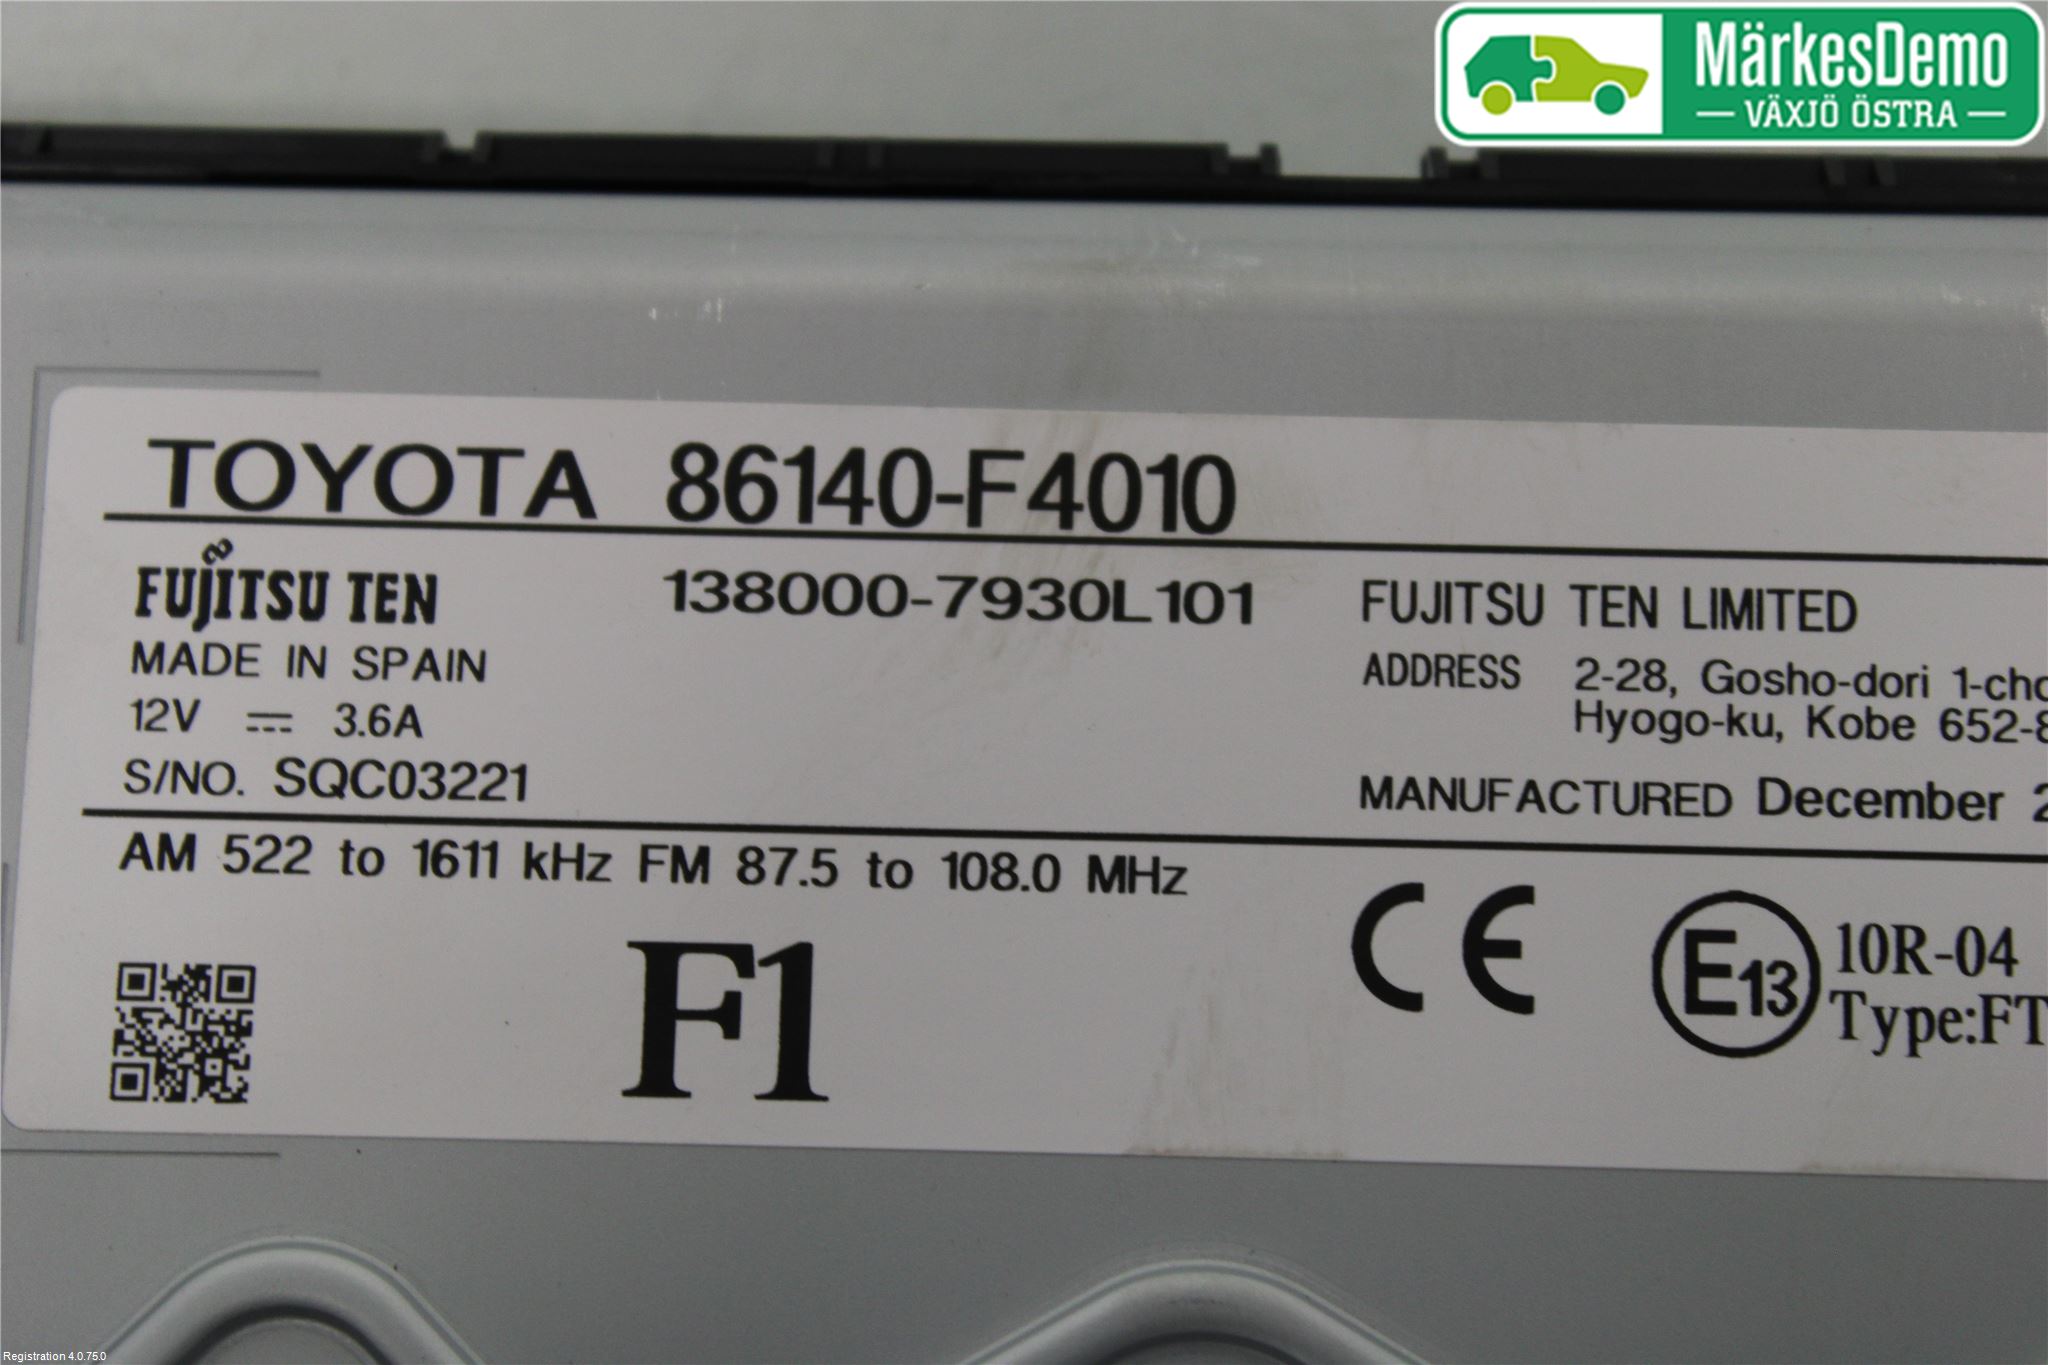 MärkesDemo
VÄXJÖ ÖSTRA
TOYOTA 86140-F4010
FUJITSU TEN 138000-7930L101
MADE IN SPAIN
12V 3.6A
S/NO. SQC03221
FUJITSU TEN LIMITED
ADDRESS 2-28, Gosho-dori
Hyogo-ku, Kobe
MANUFACTURED December
AM 522 to 1611 kHz FM 87.5 to 108.0 MHz
F1
CE
E13
10R-04
Type:FT
Registration 4.0.75.0